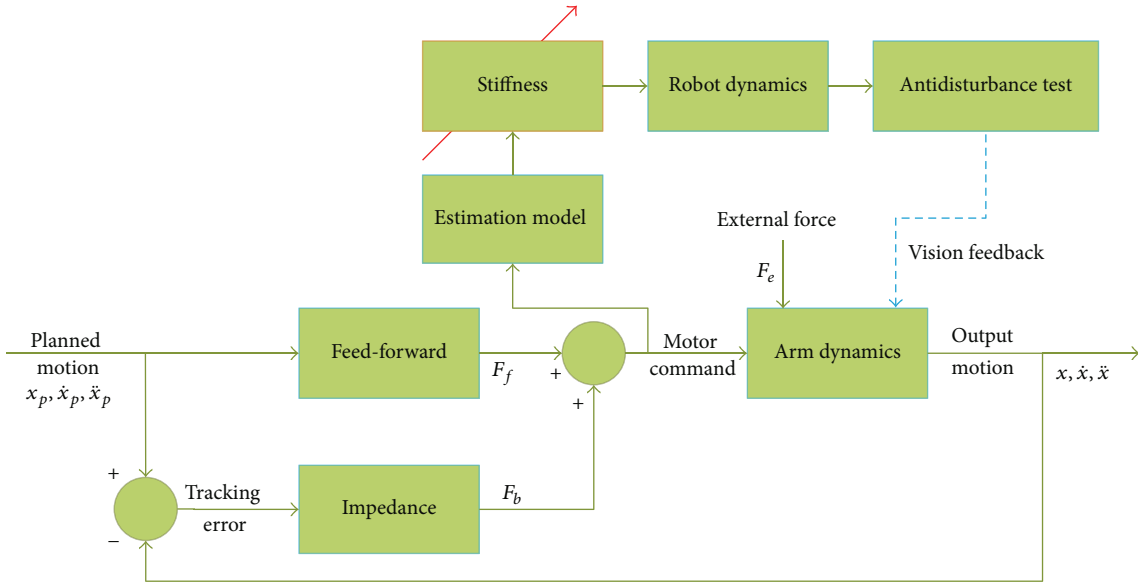 Stiffness
Robot dynamics
Antidisturbance test
Estimation model
External force
Vision feedback
F_e
Planned
motion
x_p, ẋ_p, ẍ_p
Feed-forward
F_f
+
+
Motor
command
Arm dynamics
Output
motion
x, ẋ, ẍ
+
−
Tracking
error
Impedance
F_b